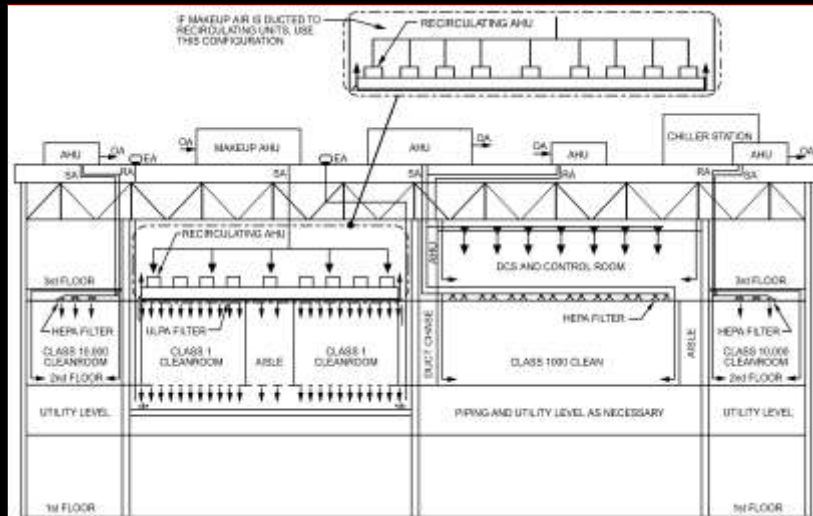 IF MAKEUP AIR IS DUCTED TO
RECIRCULATING UNITS, USE
THIS CONFIGURATION
RECIRCULATING AHU
CHILLER STATION
AHU
OA
EA
OA
MAKEUP AHU
EA
AHU
OA
OA
AHU
AHU
OA
SA
RA
SA
SA
RA
RA
SA
RECIRCULATING AHU
AHU
DCS AND CONTROL ROOM
3rd FLOOR
3rd FLOOR
HEPA FILTER
ULPA FILTER
HEPA FILTER
HEPA FILTER
CLASS 10,000
CLEANROOM
CLASS 1
CLEANROOM
AISLE
CLASS 1
CLEANROOM
DUCT CHASE
CLASS 1000 CLEAN
AISLE
CLASS 10,000
CLEANROOM
2nd FLOOR
2nd FLOOR
UTILITY LEVEL
PIPING AND UTILITY LEVEL AS NECESSARY
UTILITY LEVEL
1st FLOOR
1st FLOOR